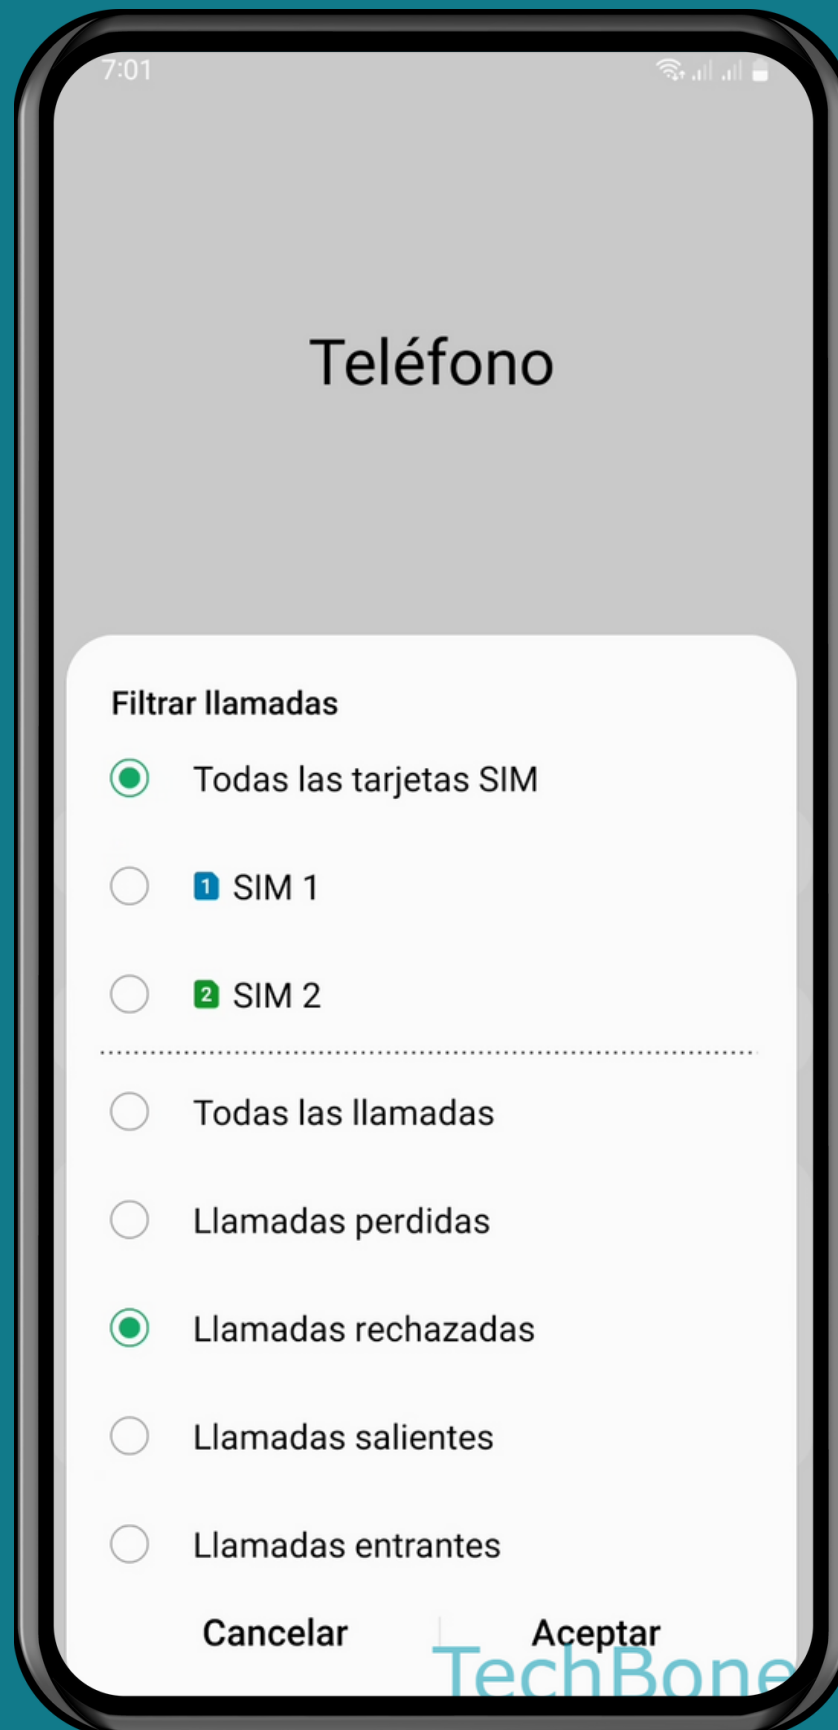 7:01
Teléfono
Filtrar llamadas
Todas las tarjetas SIM
1 SIM 1
2 SIM 2
Todas las llamadas
Llamadas perdidas
Llamadas rechazadas
Llamadas salientes
Llamadas entrantes
Cancelar Aceptar
TechBone